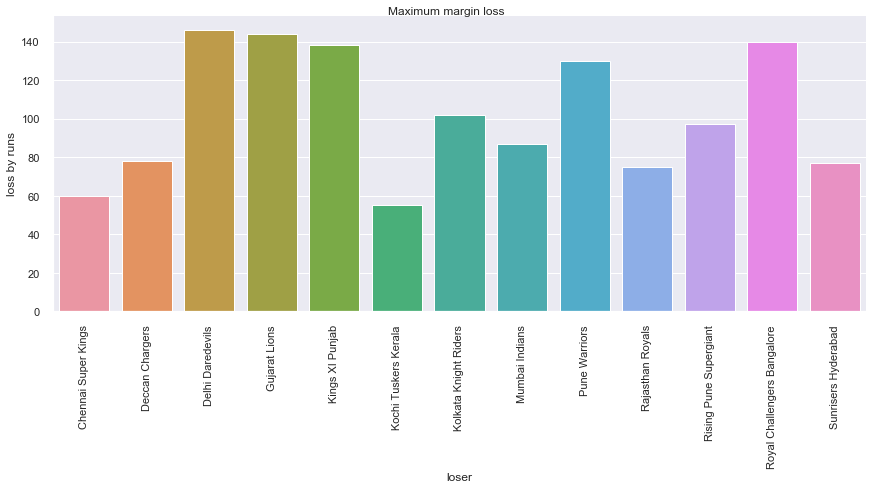 Maximum margin loss
loss by runs
140
120
100
80
60
40
20
0
Chennai Super Kings
Deccan Chargers
Delhi Daredevils
Gujarat Lions
Kings XI Punjab
Kochi Tuskers Kerala
Kolkata Knight Riders
Mumbai Indians
Pune Warriors
Rajasthan Royals
Rising Pune Supergiant
Royal Challengers Bangalore
Sunrisers Hyderabad
loser